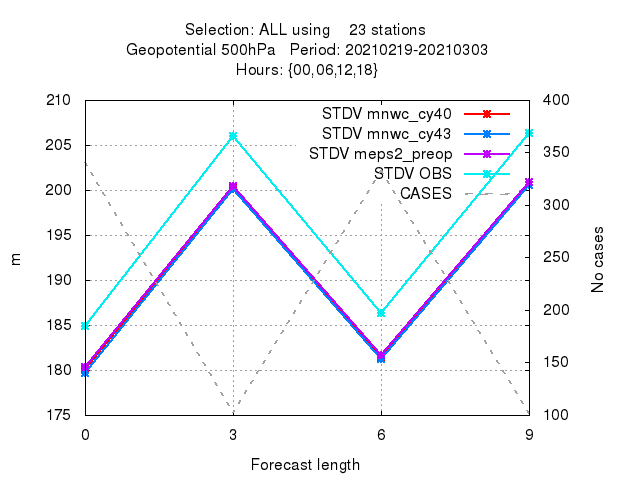 Selection: ALL using 23 stations
Geopotential 500hPa Period: 20210219-20210303
Hours: {00,06,12,18}
210 400
STDV mnwc_cy40
STDV mnwc_cy43
STDV meps2_preop
STDV OBS
CASES
205 350
200 300
195 250
190 200
185 150
180 100
175
m
No cases
0 3 6 9
Forecast length